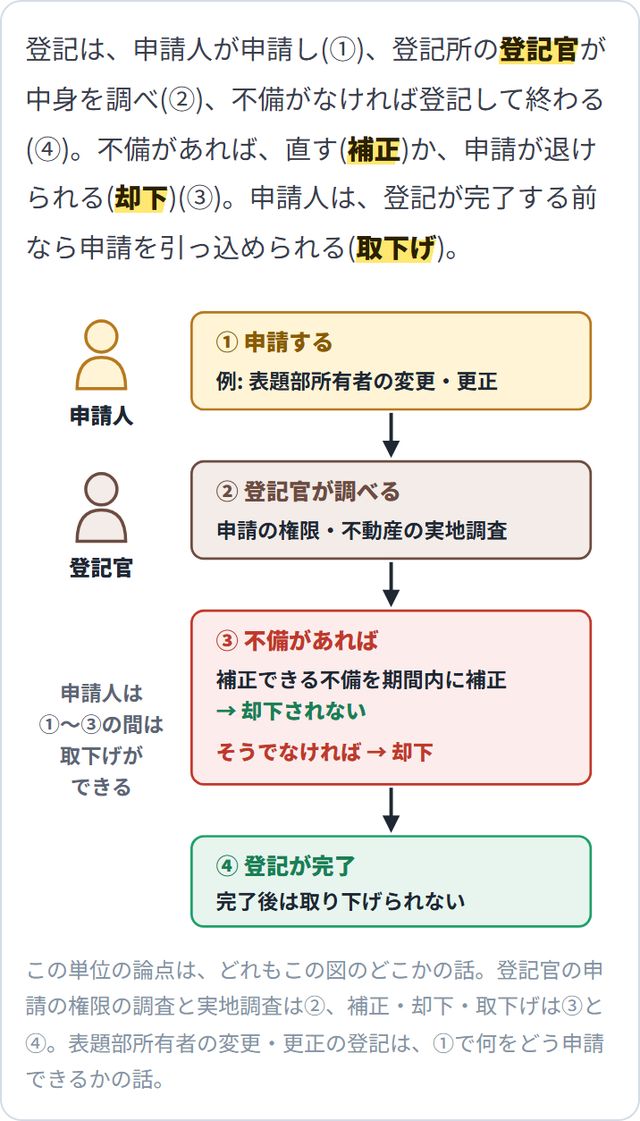 登記は、申請人が申請し(①)、登記所の登記官が
中身を調べ(②)、不備がなければ登記して終わる
(④)。不備があれば、直す(補正)か、申請が退け
られる(却下)(③)。申請人は、登記が完了する前
なら申請を引っ込められる(取下げ)。
申請人
① 申請する
例: 表題部所有者の変更・更正
登記官
② 登記官が調べる
申請の権限・不動産の実地調査
③ 不備があれば
補正できる不備を期間内に補正
→ 却下されない
そうでなければ → 却下
申請人は
①〜③の間は
取下げが
できる
④ 登記が完了
完了後は取り下げられない
この単位の論点は、どれもこの図のどこかの話。登記官の申
請の権限の調査と実地調査は②、補正・却下・取下げは③と
④。表題部所有者の変更・更正の登記は、①で何をどう申請
できるかの話。